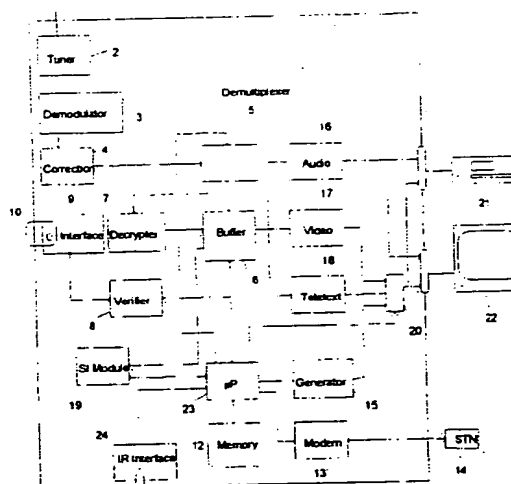 Tuner 2
Demodulator 3
Demultiplexer
4 5 16
Correction Audio
9 7 17 21
10 C Interface Decrypter Buffer Video
6 18
Verifier Teletext
8 20 22
SI Module µP Generator
19 23 15
24 Memory Modem STN
IR Interface 12 13 14